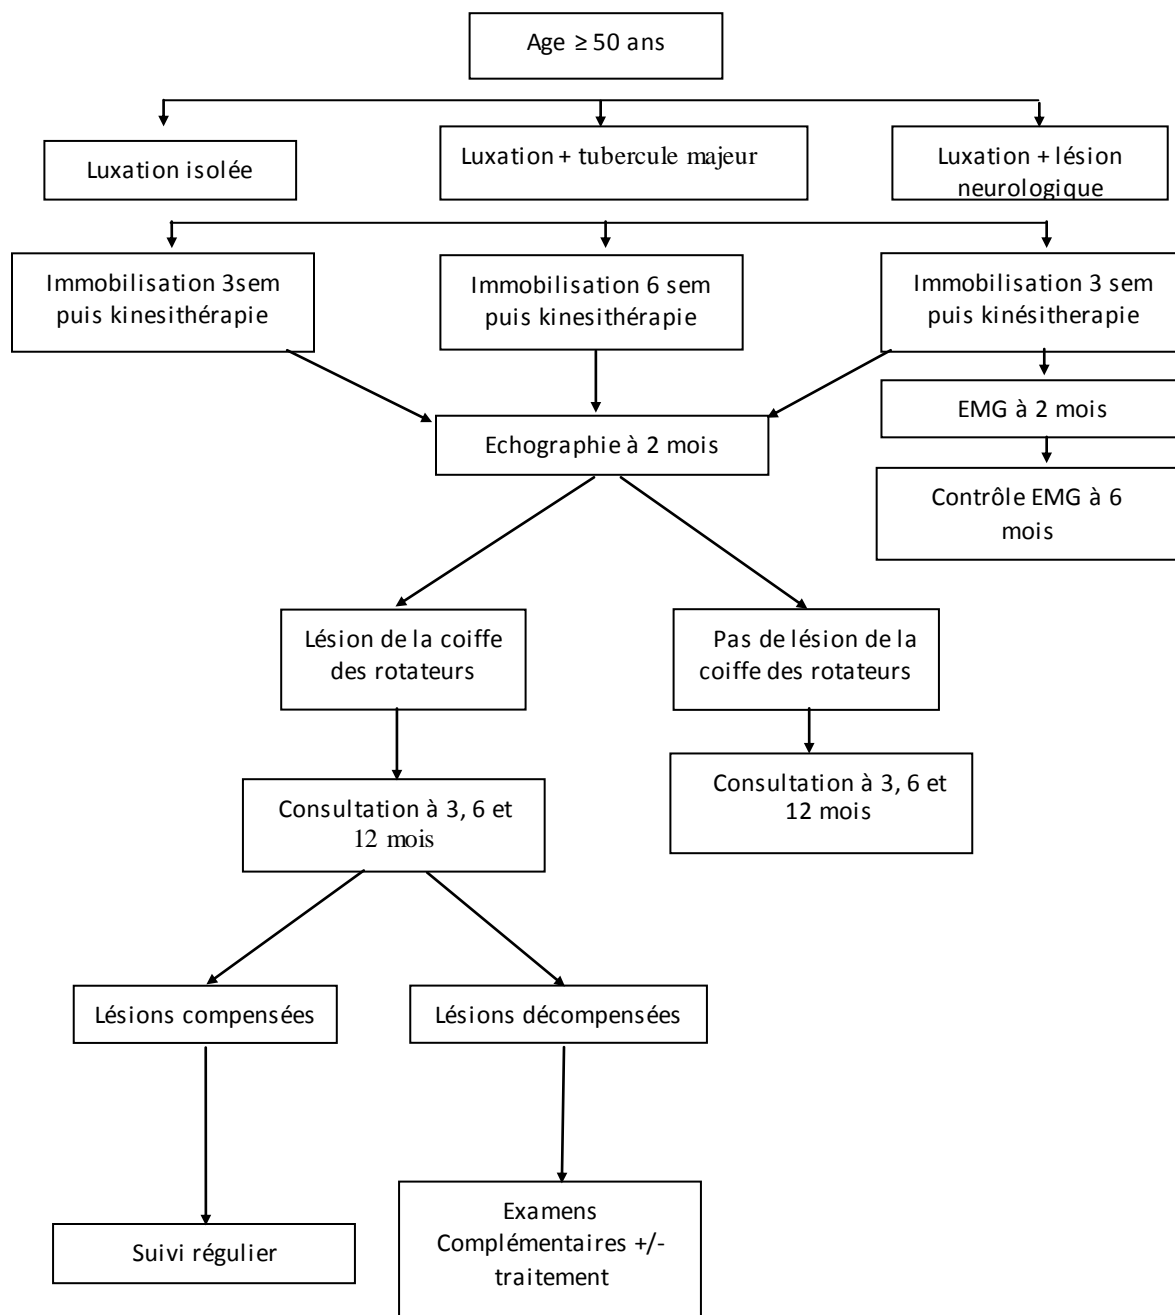 Age ≥ 50 ans
Luxation isolée
Luxation + tubercule majeur
Luxation + lésion
neurologique
Immobilisation 3sem
puis kinesithérapie
Immobilisation 6 sem
puis kinesithérapie
Immobilisation 3 sem
puis kinésitherapie
EMG à 2 mois
Echographie à 2 mois
Contrôle EMG à 6
mois
Lésion de la coiffe
des rotateurs
Pas de lésion de la
coiffe des rotateurs
Consultation à 3, 6 et
12 mois
Consultation à 3, 6 et
12 mois
Lésions compensées
Lésions décompensées
Suivi régulier
Examens
Complémentaires +/-
traitement